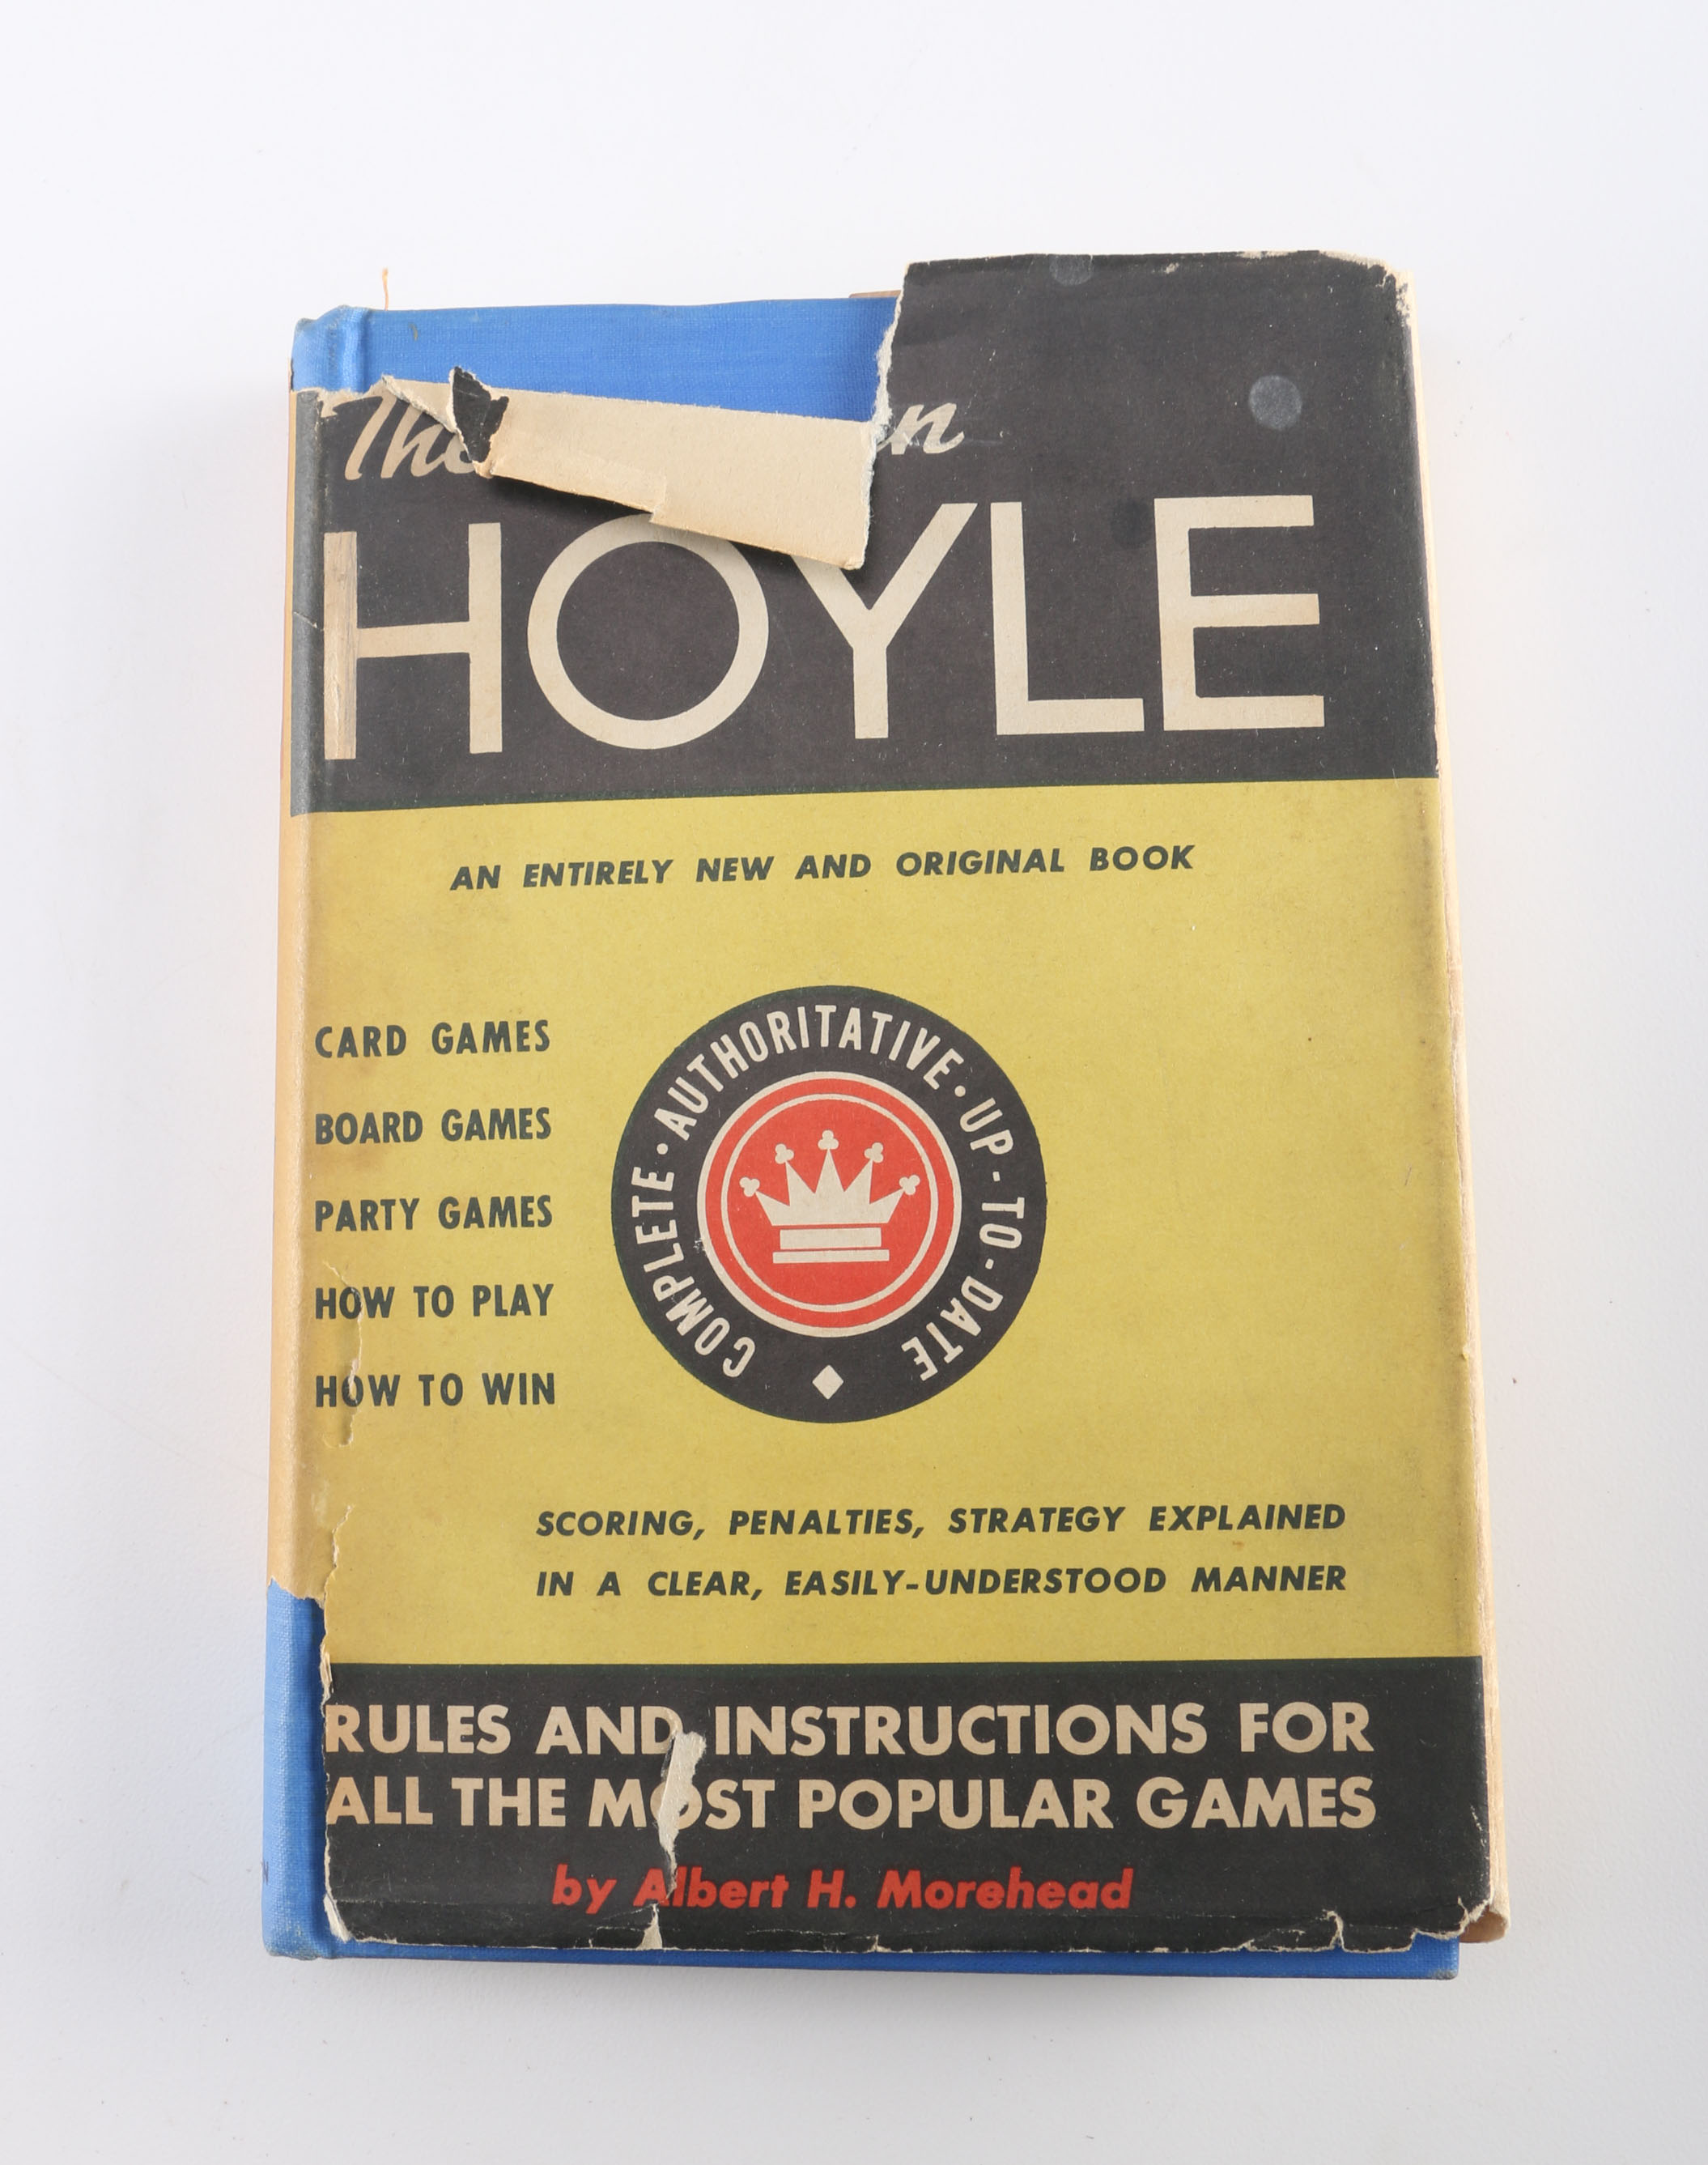 The n
HOYLE
AN ENTIRELY NEW AND ORIGINAL BOOK
CARD GAMES
BOARD GAMES
PARTY GAMES
HOW TO PLAY
HOW TO WIN
COMPLETE · AUTHORITATIVE · UP-TO-DATE
SCORING, PENALTIES, STRATEGY EXPLAINED
IN A CLEAR, EASILY-UNDERSTOOD MANNER
RULES AND INSTRUCTIONS FOR
ALL THE MOST POPULAR GAMES
by Albert H. Morehead